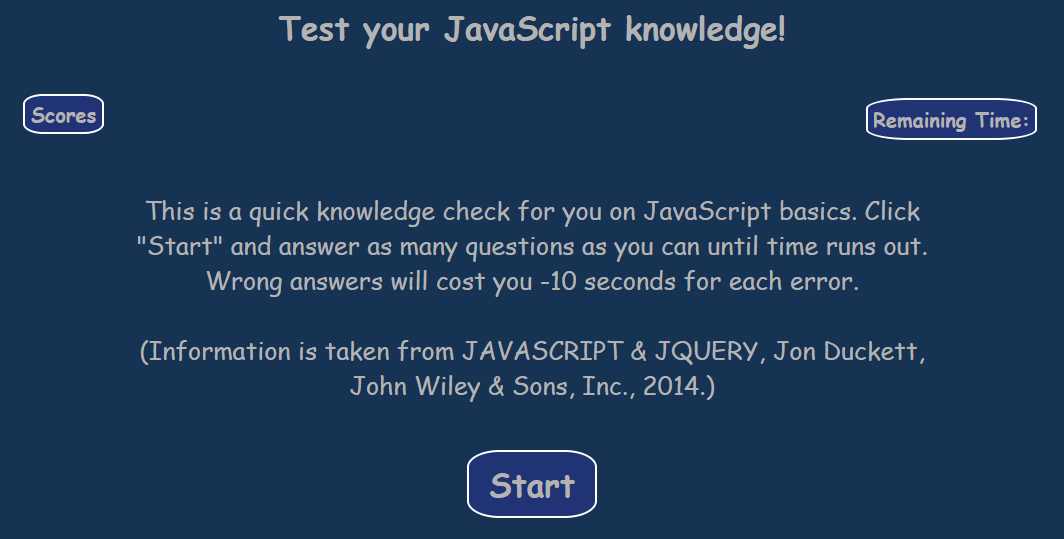 Test your JavaScript knowledge!
Scores
Remaining Time:
This is a quick knowledge check for you on JavaScript basics. Click
"Start" and answer as many questions as you can until time runs out.
Wrong answers will cost you -10 seconds for each error.
(Information is taken from JAVASCRIPT & JQUERY, Jon Duckett,
John Wiley & Sons, Inc., 2014.)
Start